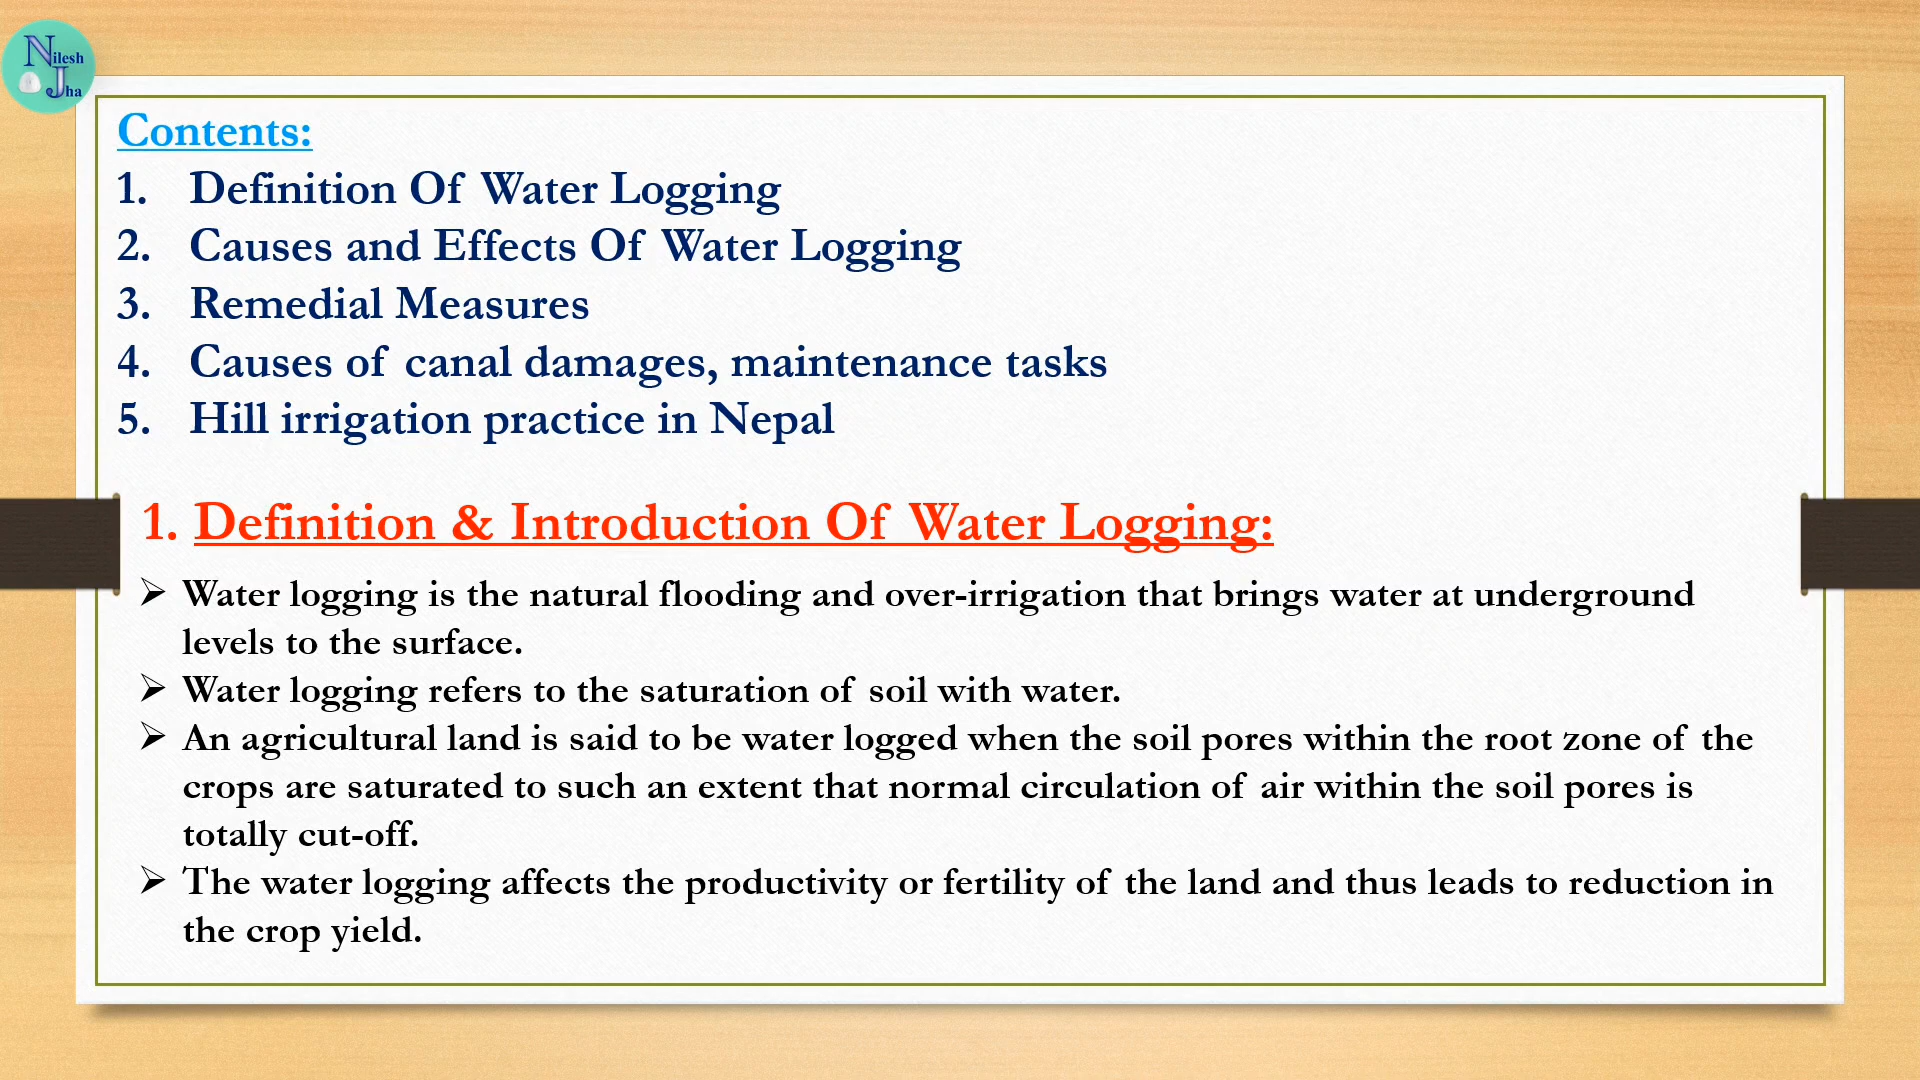 Nilesh
Jha
Contents:
1. Definition Of Water Logging
2. Causes and Effects Of Water Logging
3. Remedial Measures
4. Causes of canal damages, maintenance tasks
5. Hill irrigation practice in Nepal
1. Definition & Introduction Of Water Logging:
➢ Water logging is the natural flooding and over-irrigation that brings water at underground
levels to the surface.
➢ Water logging refers to the saturation of soil with water.
➢ An agricultural land is said to be water logged when the soil pores within the root zone of the
crops are saturated to such an extent that normal circulation of air within the soil pores is
totally cut-off.
➢ The water logging affects the productivity or fertility of the land and thus leads to reduction in
the crop yield.